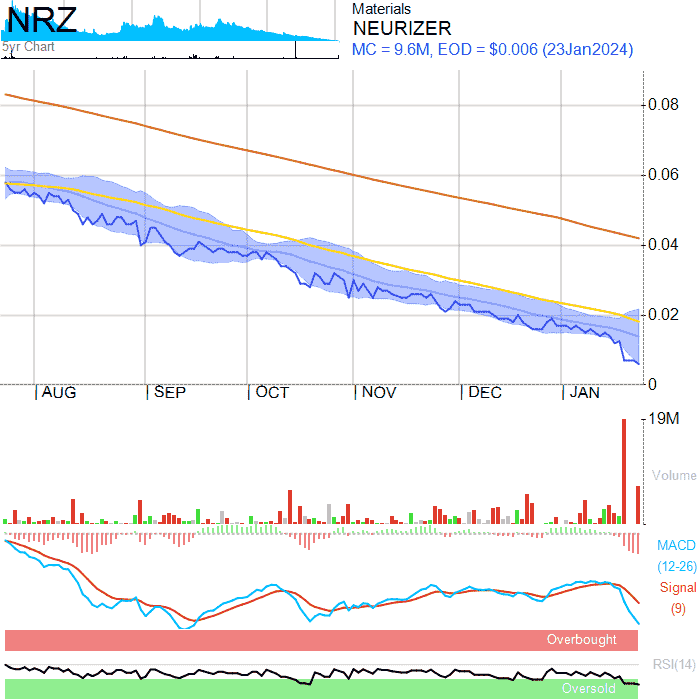 NRZ
5yr Chart
Materials
NEURIZER
MC = 9.6M, EOD = $0.006 (23Jan2024)
0.08
0.06
0.04
0.02
0
AUG SEP OCT NOV DEC JAN
19M
Volume
MACD
(12-26)
Signal
(9)
Overbought
RSI(14)
Oversold